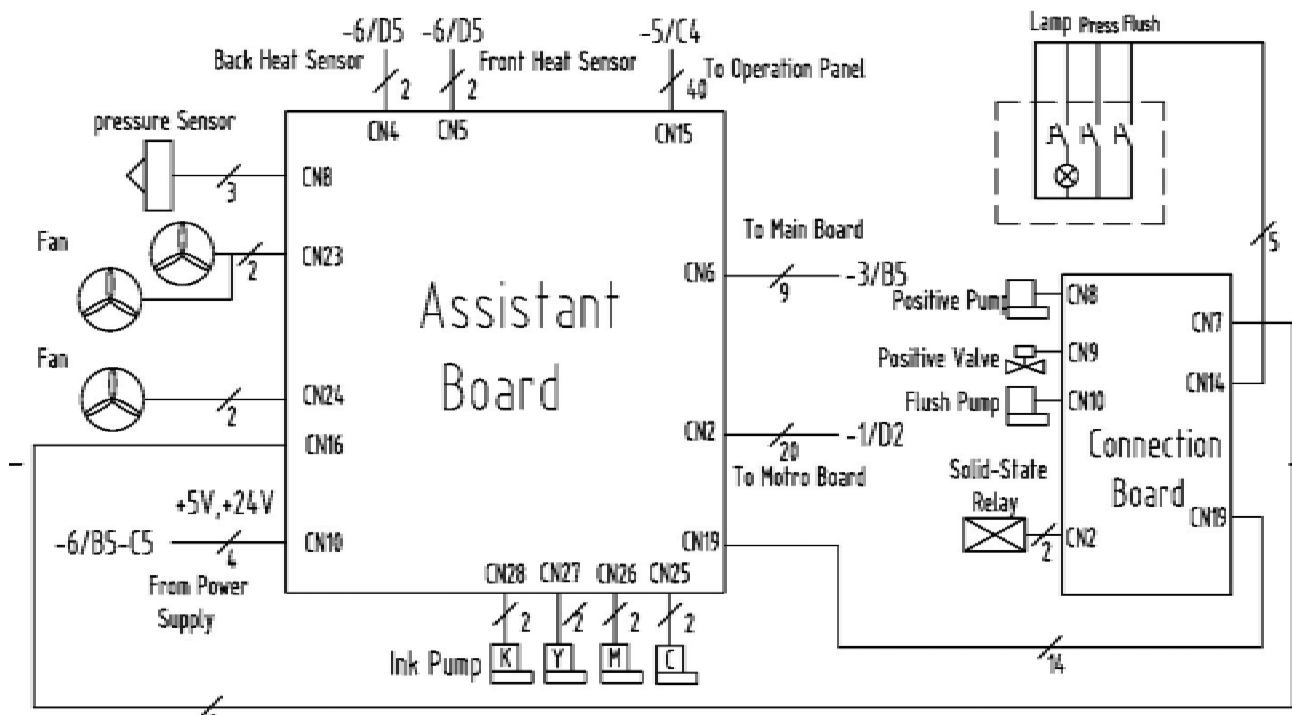 -6/D5 -6/D5 -5/C4
Back Heat Sensor 2 2 Front Heat Sensor 40 To Operation Panel
Lamp Press Flush
pressure Sensor
CN4 CN5 CN15
CN8
3
Fan
CN23
2
To Main Board
CN6
9
-3/B5
5
Assistant
Board
Positive Pump
CN8
CN7
Positive Valve
CN9
CN14
Flush Pump
CN10
Fan
CN24
2
CN16
CN2
20
-1/D2
To Motro Board
Connection
Board
Solid-State
Relay
2
CN2
CN19
+5V,+24V
-6/B5-C5
4
CN10
From Power
Supply
CN19
CN28 CN27 CN26 CN25
2 2 2 2
Ink Pump K Y M C
14